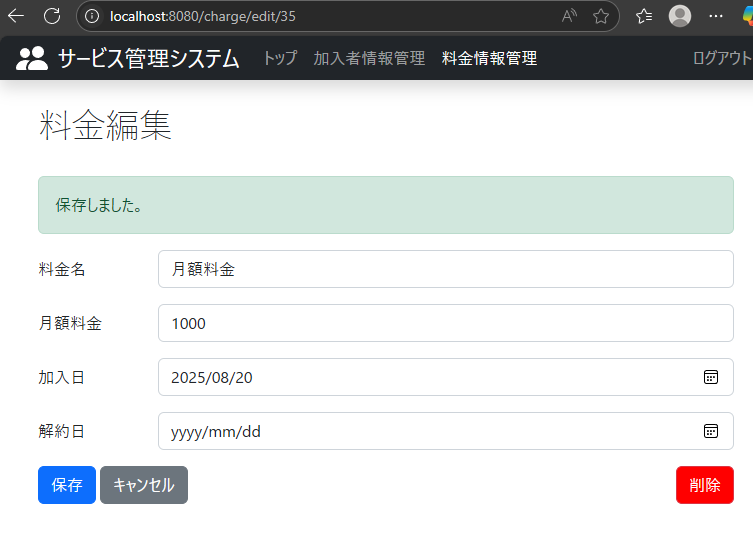 localhost:8080/charge/edit/35
サービス管理システム トップ 加入者情報管理 料金情報管理 ログアウト
料金編集
保存しました。
料金名 月額料金
月額料金 1000
加入日 2025/08/20
解約日 yyyy/mm/dd
保存 キャンセル 削除